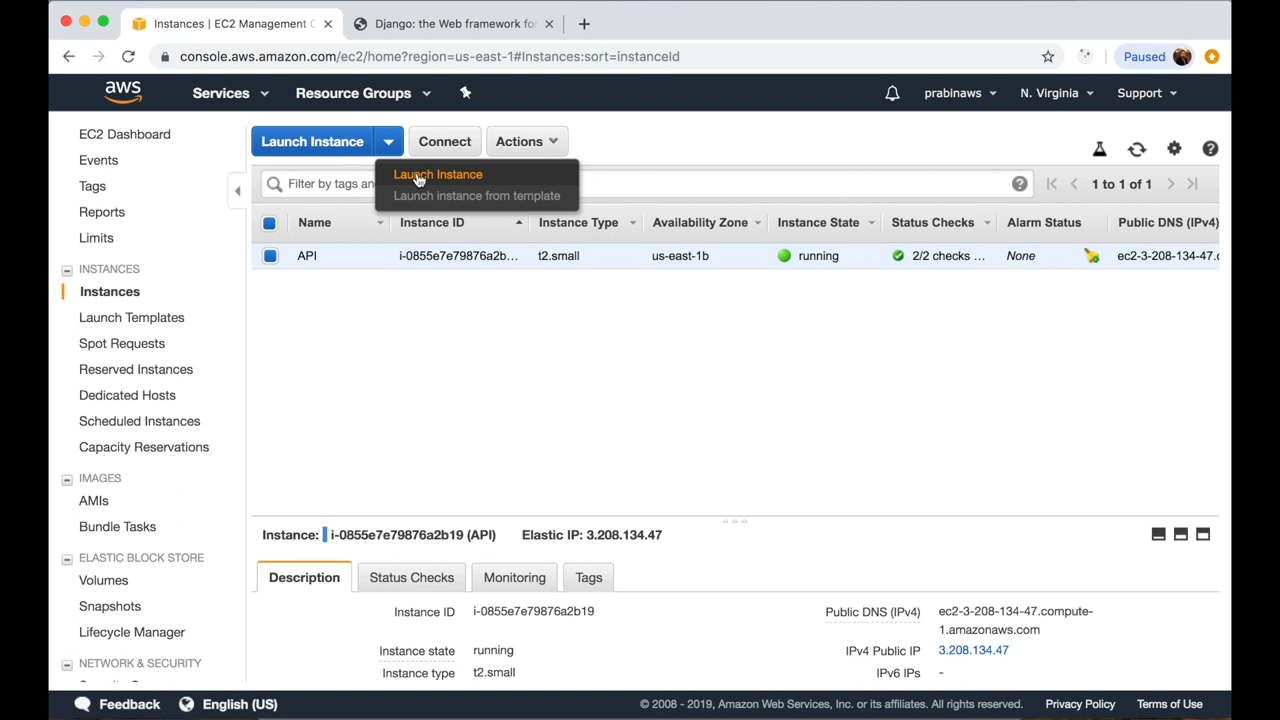 Instances | EC2 Management C
Django: the Web framework for
console.aws.amazon.com/ec2/home?region=us-east-1#Instances:sort=instanceId
Paused
aws
Services
Resource Groups
prabinaws
N. Virginia
Support
EC2 Dashboard
Events
Tags
Reports
Limits
INSTANCES
Instances
Launch Templates
Spot Requests
Reserved Instances
Dedicated Hosts
Scheduled Instances
Capacity Reservations
IMAGES
AMIs
Bundle Tasks
ELASTIC BLOCK STORE
Volumes
Snapshots
Lifecycle Manager
NETWORK & SECURITY
Launch Instance
Connect
Actions
Launch Instance
Launch instance from template
Filter by tags an
1 to 1 of 1
Name Instance ID Instance Type Availability Zone Instance State Status Checks Alarm Status Public DNS (IPv4)
API i-0855e7e79876a2b... t2.small us-east-1b running 2/2 checks ... None ec2-3-208-134-47.c
Instance: i-0855e7e79876a2b19 (API) Elastic IP: 3.208.134.47
Description
Status Checks
Monitoring
Tags
Instance ID i-0855e7e79876a2b19
Instance state running
Instance type t2.small
Public DNS (IPv4) ec2-3-208-134-47.compute-
1.amazonaws.com
IPv4 Public IP 3.208.134.47
IPv6 IPs -
Feedback
English (US)
© 2008 - 2019, Amazon Web Services, Inc. or its affiliates. All rights reserved.
Privacy Policy
Terms of Use